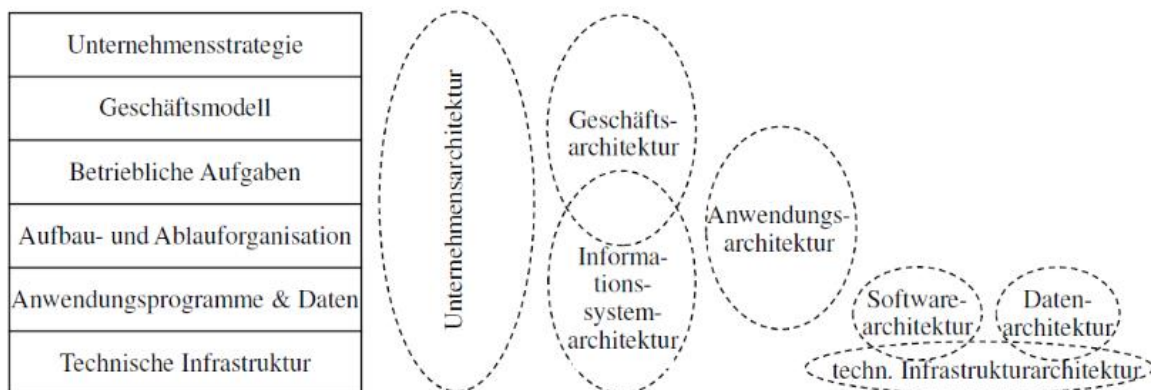 Unternehmensstrategie
Geschäftsmodell
Betriebliche Aufgaben
Aufbau- und Ablauforganisation
Anwendungsprogramme & Daten
Technische Infrastruktur
Unternehmensarchitektur
Geschäfts-
architektur
Informa-
tions-
system-
architektur
Anwendungs-
architektur
Software-
architektur
Daten-
architektur
techn. Infrastrukturarchitektur